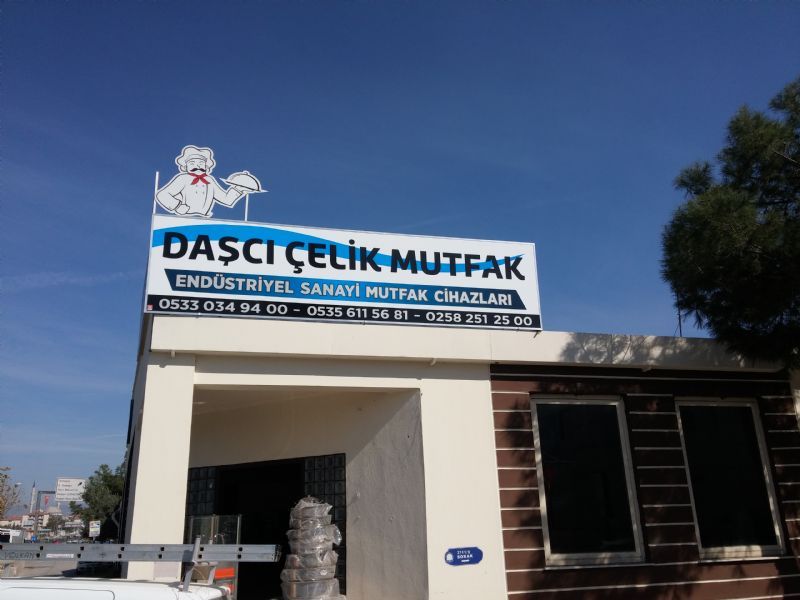 DAŞCI ÇELİK MUTFAK
ENDÜSTRİYEL SANAYİ MUTFAK CİHAZLARI
0533 034 94 00 - 0535 611 56 81 - 0258 251 25 00
SOKAK